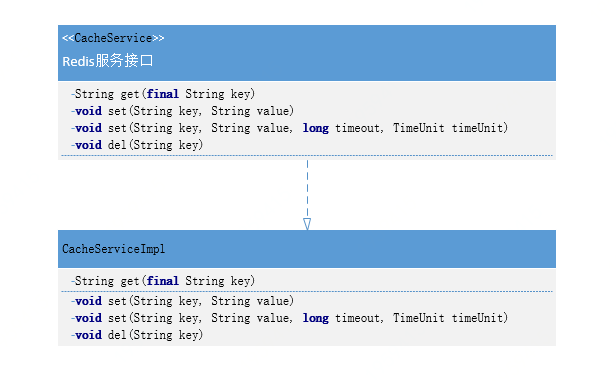 <<CacheService>>
Redis服务接口
-String get(final String key)
-void set(String key, String value)
-void set(String key, String value, long timeout, TimeUnit timeUnit)
-void del(String key)
CacheServiceImpl
-String get(final String key)
-void set(String key, String value)
-void set(String key, String value, long timeout, TimeUnit timeUnit)
-void del(String key)